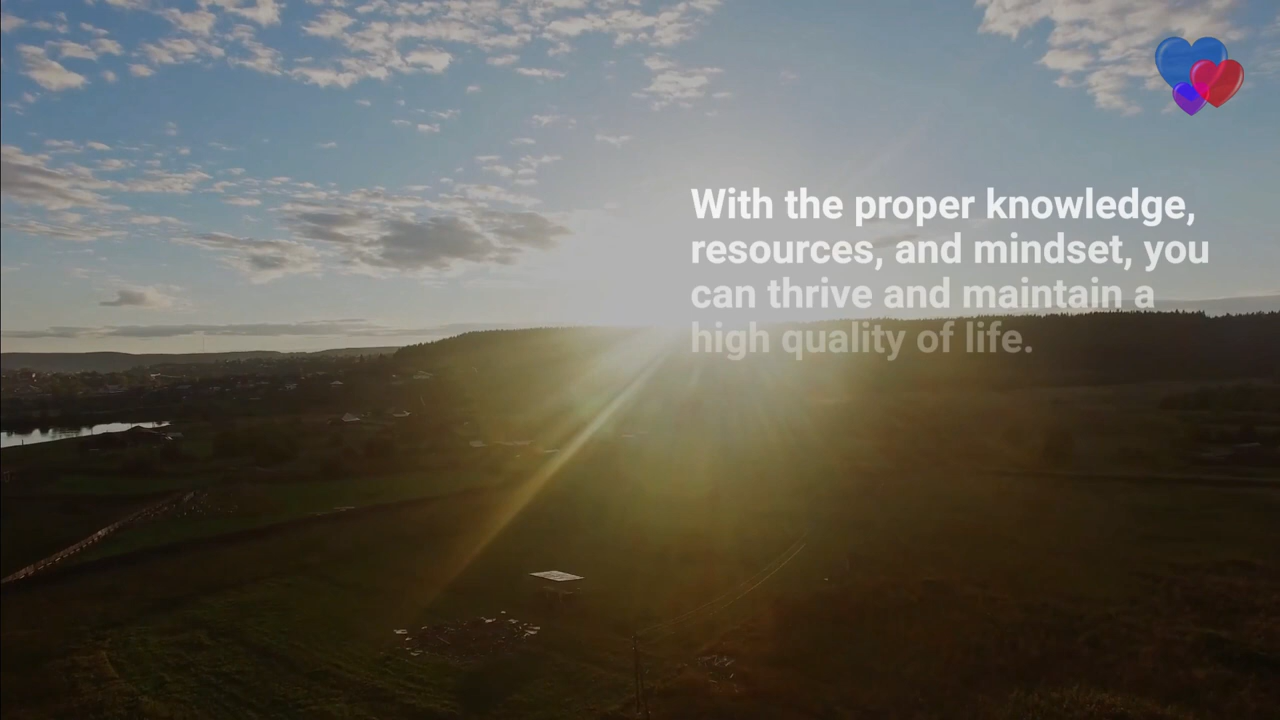 With the proper knowledge,
resources, and mindset, you
can thrive and maintain a
high quality of life.